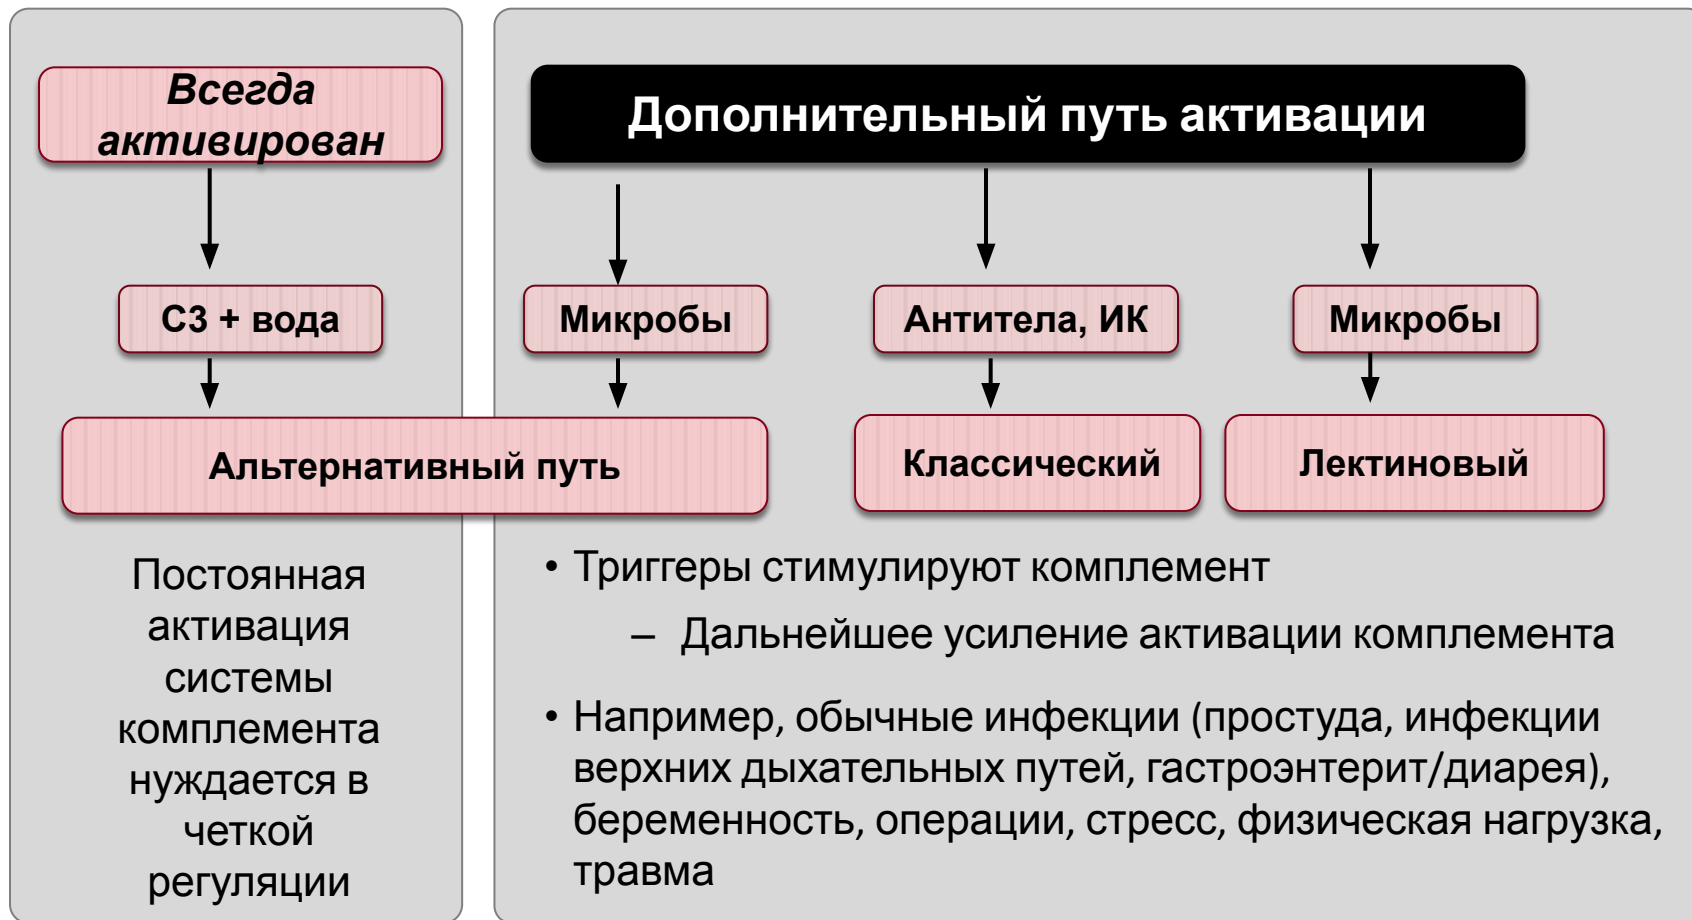 Всегда
активирован
С3 + вода
Дополнительный путь активации
Микробы
Антитела, ИК
Микробы
Альтернативный путь
Классический
Лектиновый
Постоянная
активация
системы
комплемента
нуждается в
четкой
регуляции
• Триггеры стимулируют комплемент
– Дальнейшее усиление активации комплемента
• Например, обычные инфекции (простуда, инфекции
верхних дыхательных путей, гастроэнтерит/диарея),
беременность, операции, стресс, физическая нагрузка,
травма